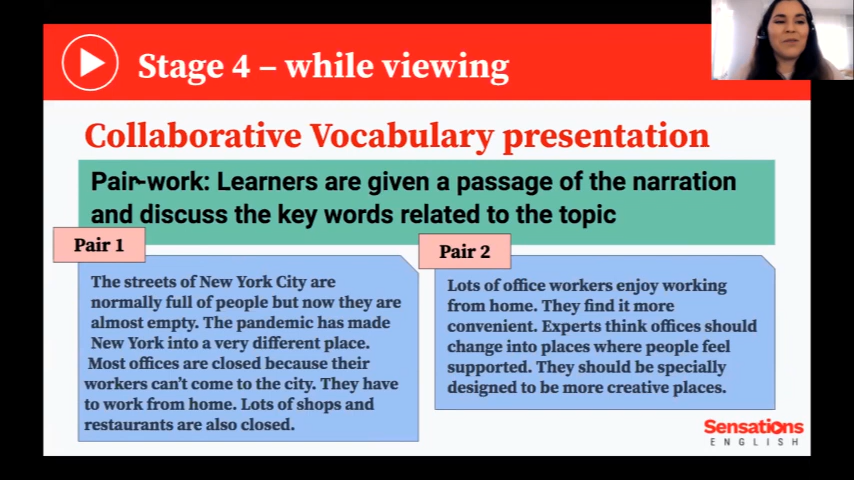 Stage 4 – while viewing
Collaborative Vocabulary presentation
Pair-work: Learners are given a passage of the narration
and discuss the key words related to the topic
Pair 1
The streets of New York City are
normally full of people but now they are
almost empty. The pandemic has made
New York into a very different place.
Most offices are closed because their
workers can't come to the city. They have
to work from home. Lots of shops and
restaurants are also closed.
Pair 2
Lots of office workers enjoy working
from home. They find it more
convenient. Experts think offices should
change into places where people feel
supported. They should be specially
designed to be more creative places.
Sensations
ENGLISH